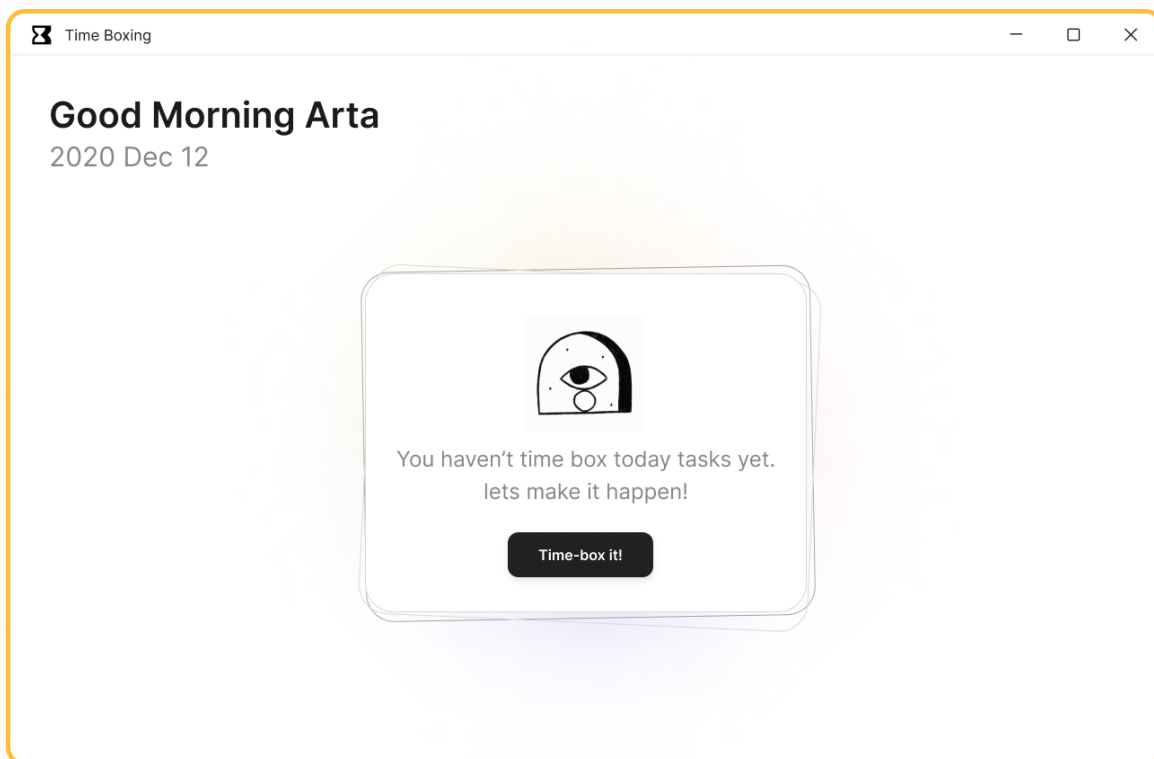 Time Boxing
Good Morning Arta
2020 Dec 12
You haven’t time box today tasks yet.
lets make it happen!
Time-box it!